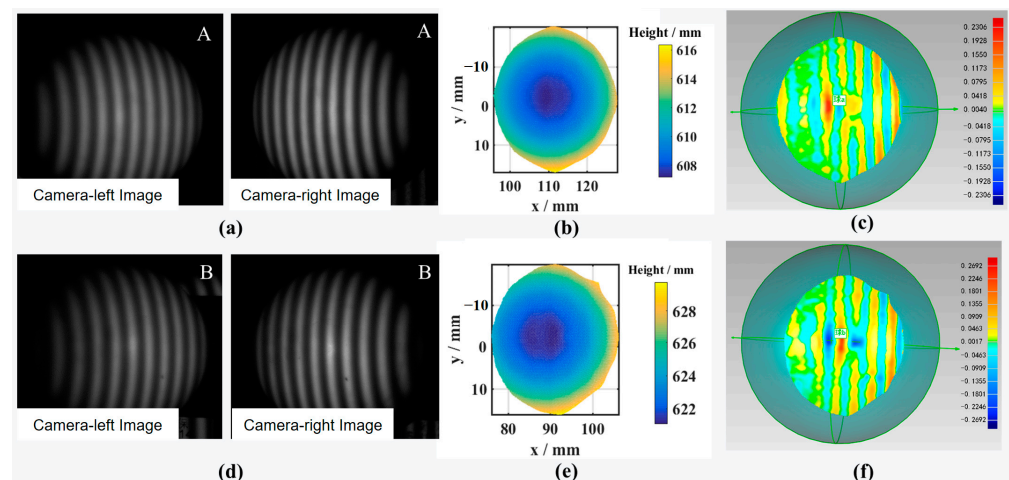 A
A
Camera-left Image
Camera-right Image
(a)
Height / mm
616
614
612
610
608
y / mm
−10
0
10
100
110
120
x / mm
(b)
0.2306
0.1928
0.1550
0.1173
0.0795
0.0418
0.0040
-0.0418
-0.0795
-0.1173
-0.1550
-0.1928
-0.2306
(c)
B
B
Camera-left Image
Camera-right Image
(d)
Height / mm
628
626
624
622
y / mm
−10
0
10
80
90
100
x / mm
(e)
0.2692
0.2246
0.1801
0.1355
0.0909
0.0463
0.0017
-0.0463
-0.0909
-0.1355
-0.1801
-0.2246
-0.2692
(f)